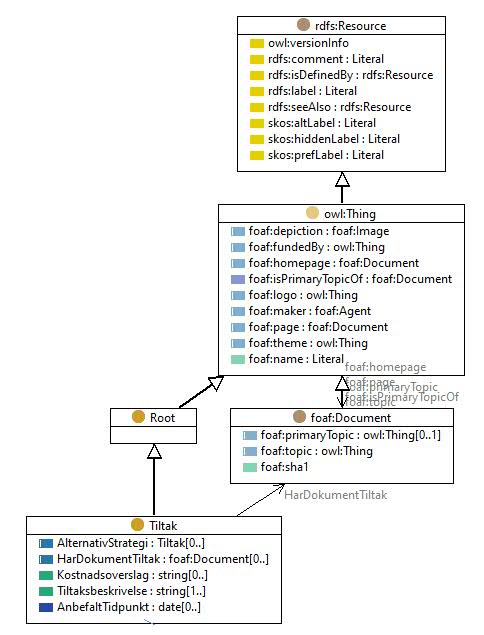 rdfs:Resource
owl:versionInfo
rdfs:comment : Literal
rdfs:isDefinedBy : rdfs:Resource
rdfs:label : Literal
rdfs:seeAlso : rdfs:Resource
skos:altLabel : Literal
skos:hiddenLabel : Literal
skos:prefLabel : Literal
owl:Thing
foaf:depiction : foaf:Image
foaf:fundedBy : owl:Thing
foaf:homepage : foaf:Document
foaf:isPrimaryTopicOf : foaf:Document
foaf:logo : owl:Thing
foaf:maker : foaf:Agent
foaf:page : foaf:Document
foaf:theme : owl:Thing
foaf:name : Literal
foaf:homepage
foaf:page
foaf:primaryTopic
foaf:isPrimaryTopicOf
foaf:topic
Root
foaf:Document
foaf:primaryTopic : owl:Thing[0..1]
foaf:topic : owl:Thing
foaf:sha1
HarDokumentTiltak
Tiltak
AlternativStrategi : Tiltak[0..]
HarDokumentTiltak : foaf:Document[0..]
Kostnadsoverslag : string[0..]
Tiltaksbeskrivelse : string[1..]
AnbefaltTidpunkt : date[0..]